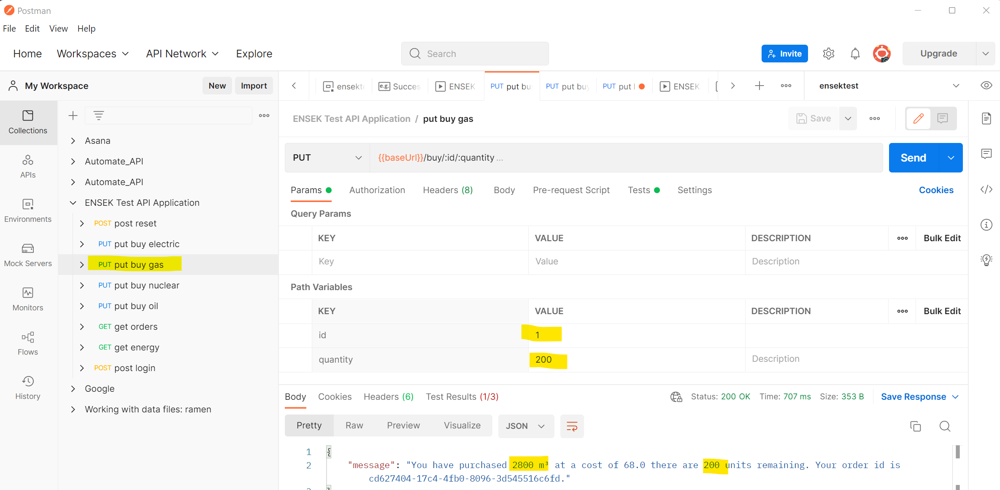 Postman
File Edit View Help
Home Workspaces API Network Explore Search Invite Upgrade
My Workspace New Import
e.g. Succes ENSEK PUT put bu PUT put buy PUT put ENSEK ensektest
Collections
APIs
Environments
Mock Servers
Monitors
Flows
History
Asana
Automate_API
Automate_API
ENSEK Test API Application
POST post reset
PUT put buy electric
PUT put buy gas
PUT put buy nuclear
PUT put buy oil
GET get orders
GET get energy
POST post login
Google
Working with data files: ramen
ENSEK Test API Application / put buy gas Save
PUT {{baseUrl}}/buy/:id/:quantity ... Send
Params Authorization Headers (8) Body Pre-request Script Tests Settings Cookies
Query Params
KEY VALUE DESCRIPTION ooo Bulk Edit
Key Value Description
Path Variables
KEY VALUE DESCRIPTION ooo Bulk Edit
id 1
quantity 200 Description
Body Cookies Headers (6) Test Results (1/3) Status: 200 OK Time: 707 ms Size: 353 B Save Response
Pretty Raw Preview Visualize JSON
1 {
2 "message": "You have purchased 2800 m³ at a cost of 68.0 there are 200 units remaining. Your order id is
cd627404-17c4-4fb0-8096-3d545516c6fd."